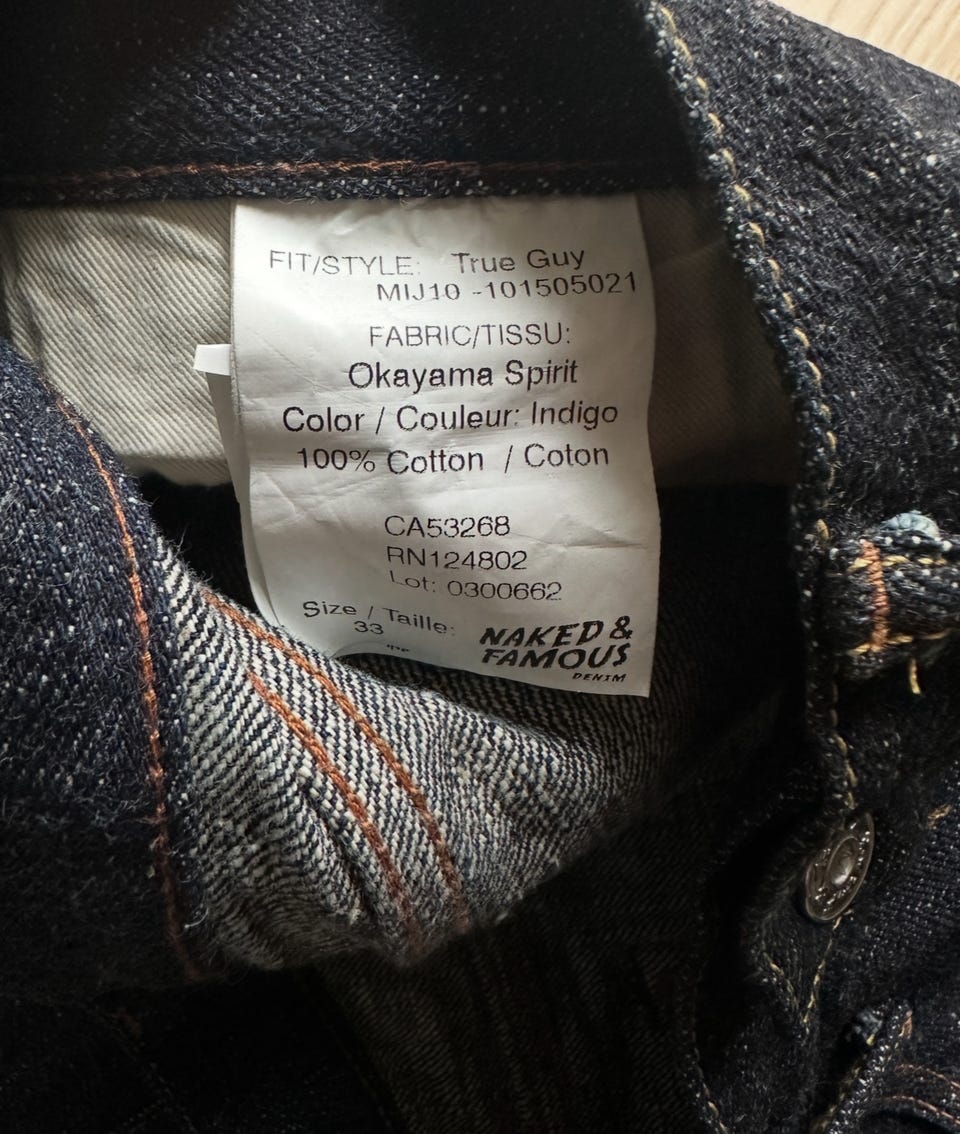 FIT/STYLE: True Guy
MIJ10 -101505021
FABRIC/TISSU:
Okayama Spirit
Color / Couleur: Indigo
100% Cotton / Coton
CA53268
RN124802
Lot: 0300662
Size / Taille:
33
NAKED &
FAMOUS
DENIM